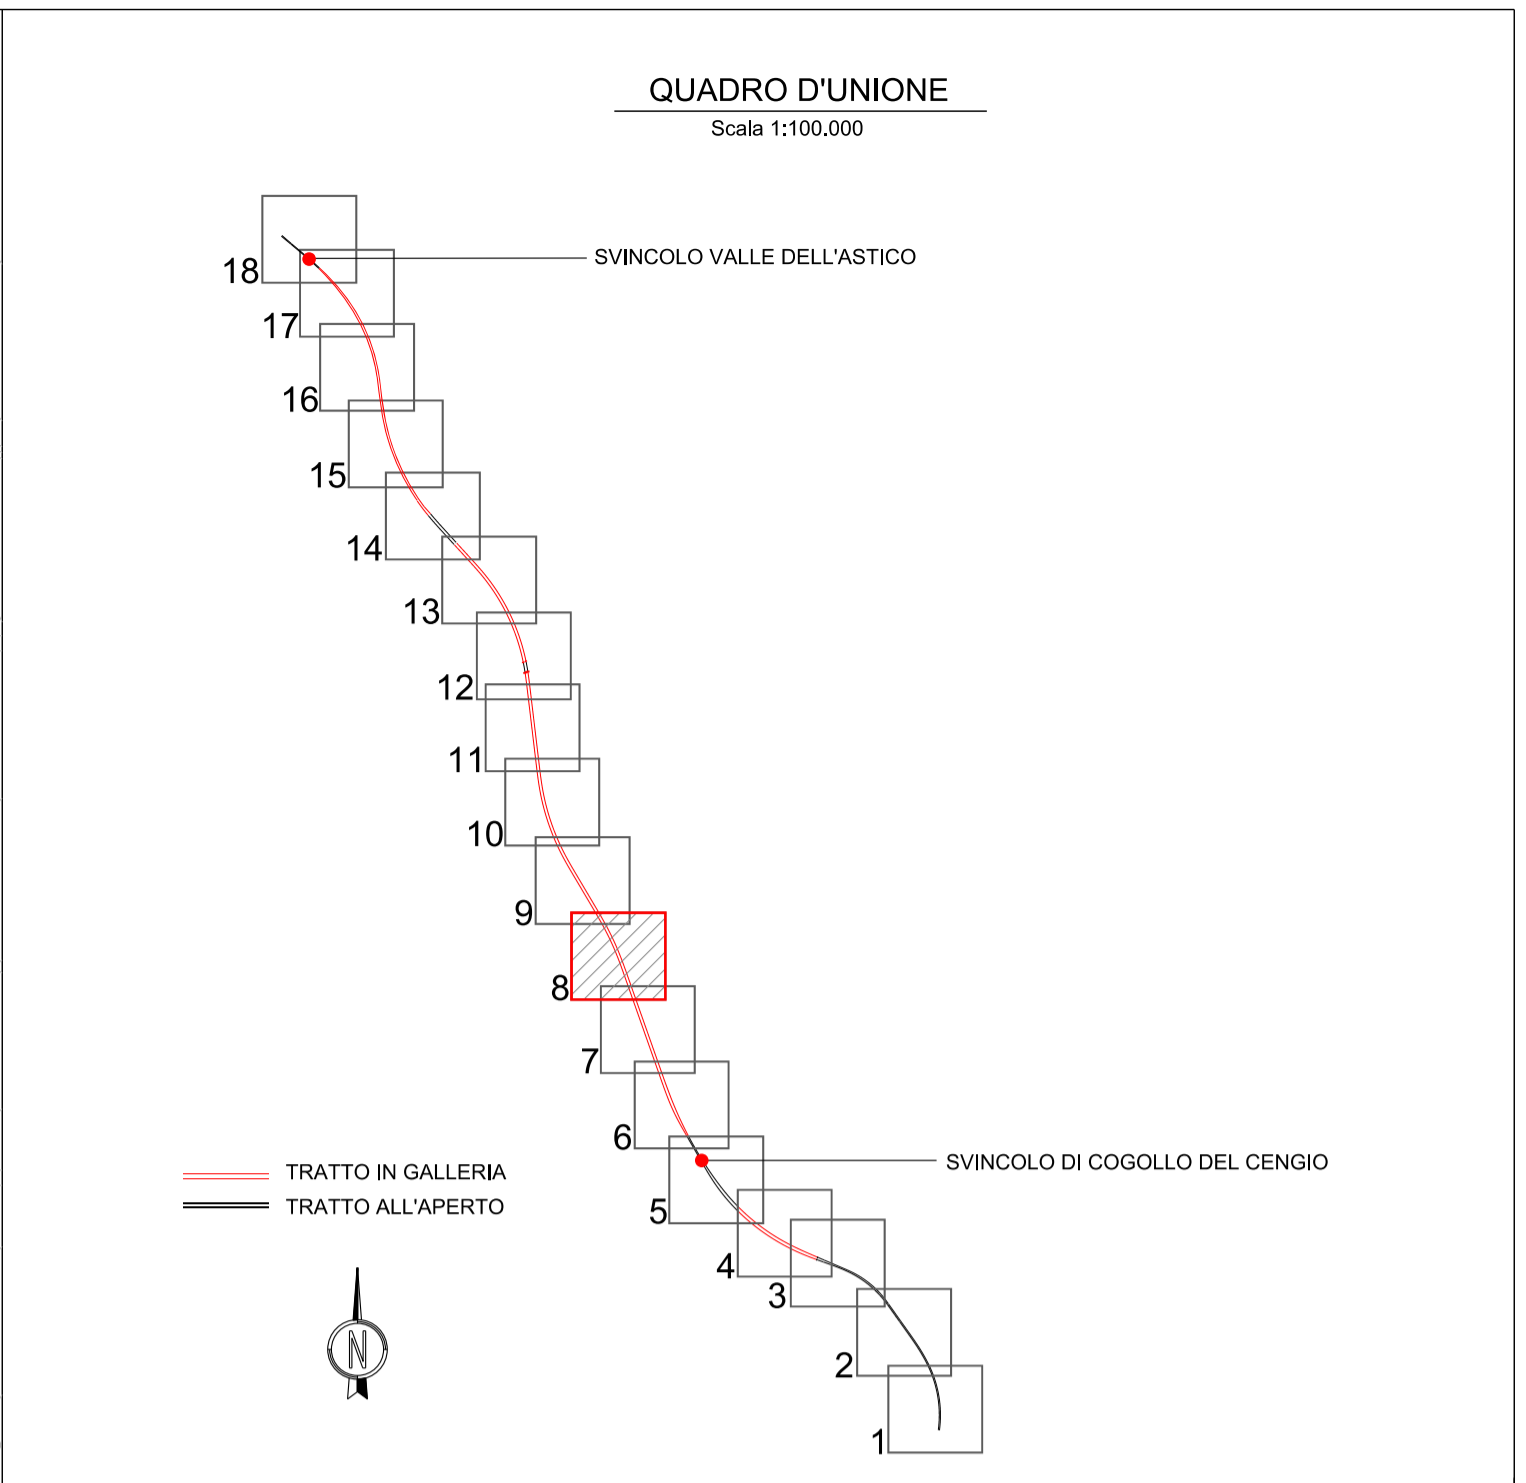 QUADRO D'UNIONE
Scala 1:100.000
18
SVINCOLO VALLE DELL'ASTICO
17
16
15
14
13
12
11
10
9
8
7
6
5
SVINCOLO DI COGOLLO DEL CENGIO
TRATTO IN GALLERIA
TRATTO ALL'APERTO
4
3
2
1
N